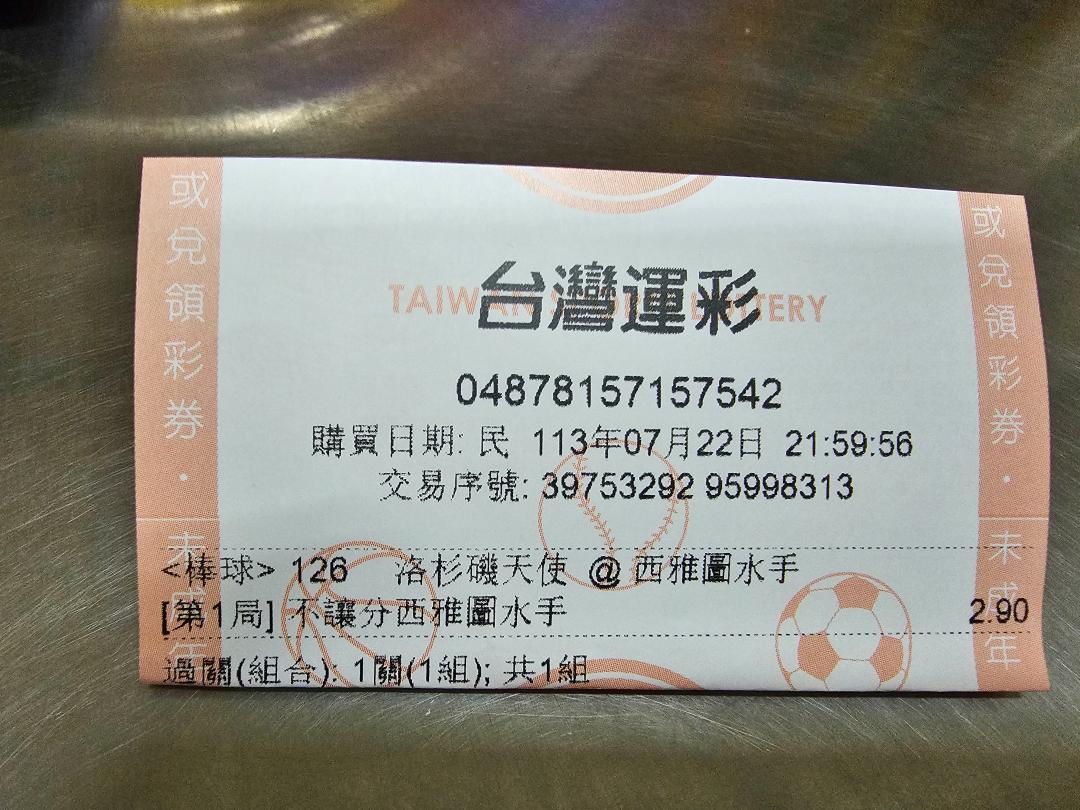 台灣運彩
TAIWAN SPORTS LOTTERY
04878157157542
購買日期: 民 113年07月22日 21:59:56
交易序號: 39753292 95998313
<棒球> 126 洛杉磯天使 @ 西雅圖水手
[第1局] 不讓分西雅圖水手 2.90
過關(組合): 1關(1組); 共1組
或兌領彩券・未成年
或兌領彩券・未成年